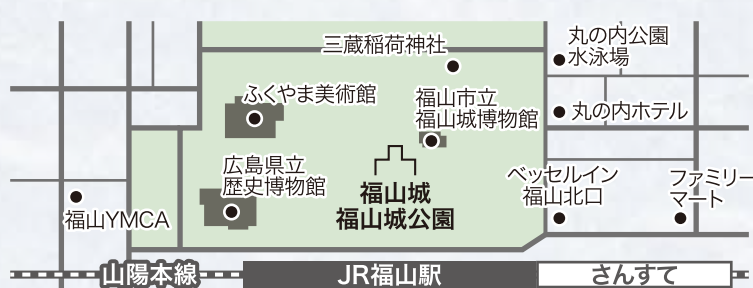 丸の内公園
水泳場
三蔵稲荷神社
ふくやま美術館
福山市立
福山城博物館
丸の内ホテル
広島県立
歴史博物館
福山城
福山城公園
ベッセルイン
福山北口
ファミリー
マート
福山YMCA
山陽本線
JR福山駅
さんすて